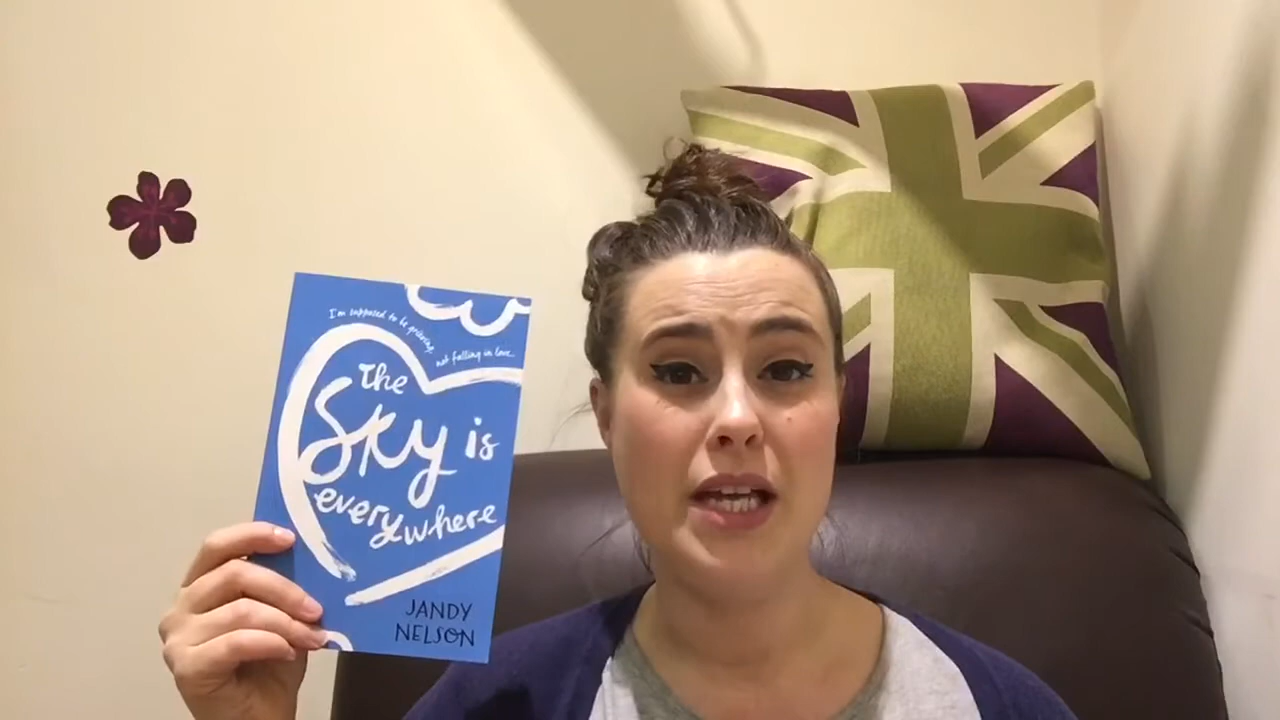 I'm supposed to be grieving,
not falling in love
The
Sky is
everywhere
JANDY
NELSON